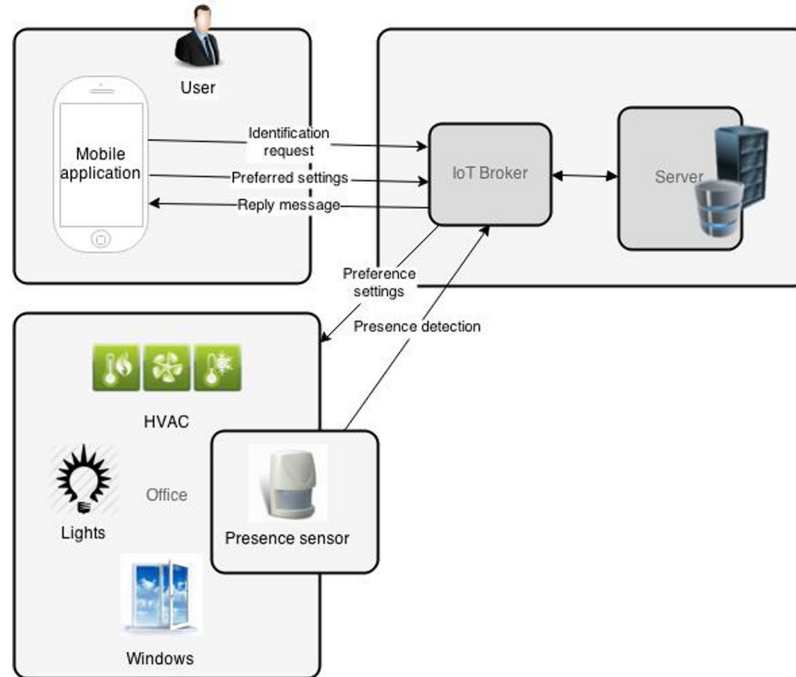 User
Mobile
application
Identification
request
Preferred settings
Reply message
IoT Broker
Server
Preference
settings
Presence detection
HVAC
Office
Lights
Presence sensor
Windows